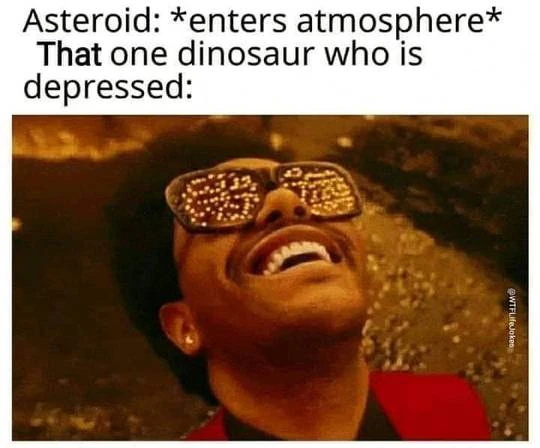 Asteroid: *enters atmosphere*
That one dinosaur who is
depressed:
@WTFLifeJokes